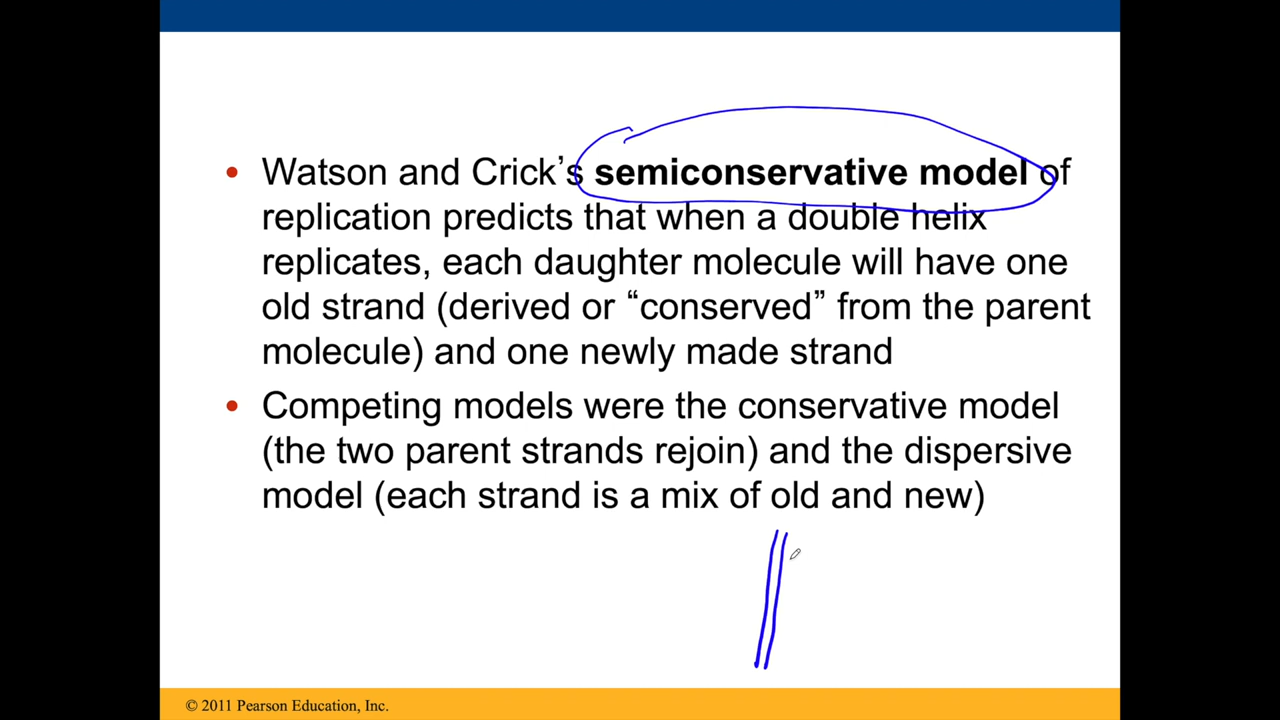 • Watson and Crick’s semiconservative model of
replication predicts that when a double helix
replicates, each daughter molecule will have one
old strand (derived or “conserved” from the parent
molecule) and one newly made strand
• Competing models were the conservative model
(the two parent strands rejoin) and the dispersive
model (each strand is a mix of old and new)
© 2011 Pearson Education, Inc.